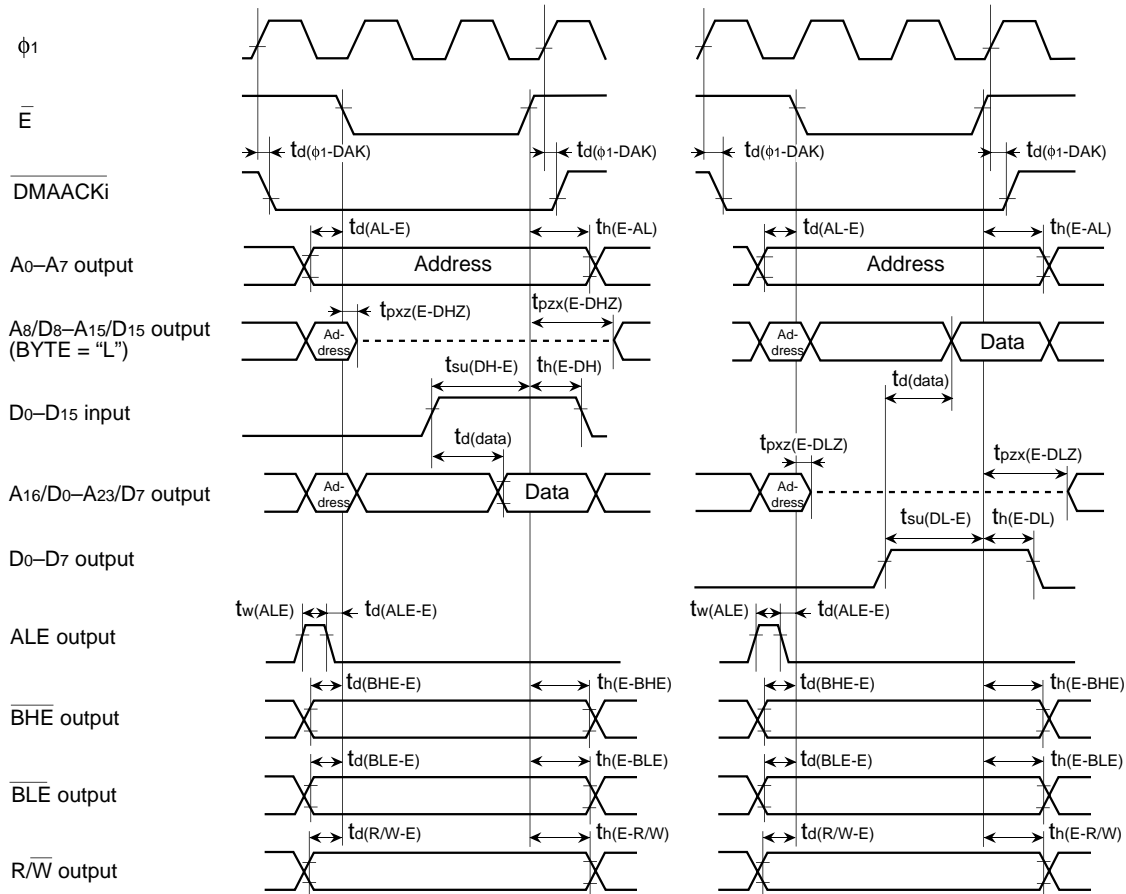 ϕ1
E
td(ϕ1-DAK) td(ϕ1-DAK) td(ϕ1-DAK) td(ϕ1-DAK)
DMAACKi
td(AL-E) th(E-AL) td(AL-E) th(E-AL)
A0–A7 output Address Address
tpxz(E-DHZ) tpzx(E-DHZ)
A8/D8–A15/D15 output
(BYTE = “L”)
Ad-
dress
Ad-
dress
Data
tsu(DH-E) th(E-DH) td(data)
D0–D15 input
td(data) tpxz(E-DLZ) tpzx(E-DLZ)
A16/D0–A23/D7 output
Ad-
dress
Data
Ad-
dress
tsu(DL-E) th(E-DL)
D0–D7 output
tw(ALE) td(ALE-E) tw(ALE) td(ALE-E)
ALE output
td(BHE-E) th(E-BHE) td(BHE-E) th(E-BHE)
BHE output
td(BLE-E) th(E-BLE) td(BLE-E) th(E-BLE)
BLE output
td(R/W-E) th(E-R/W) td(R/W-E) th(E-R/W)
R/W output